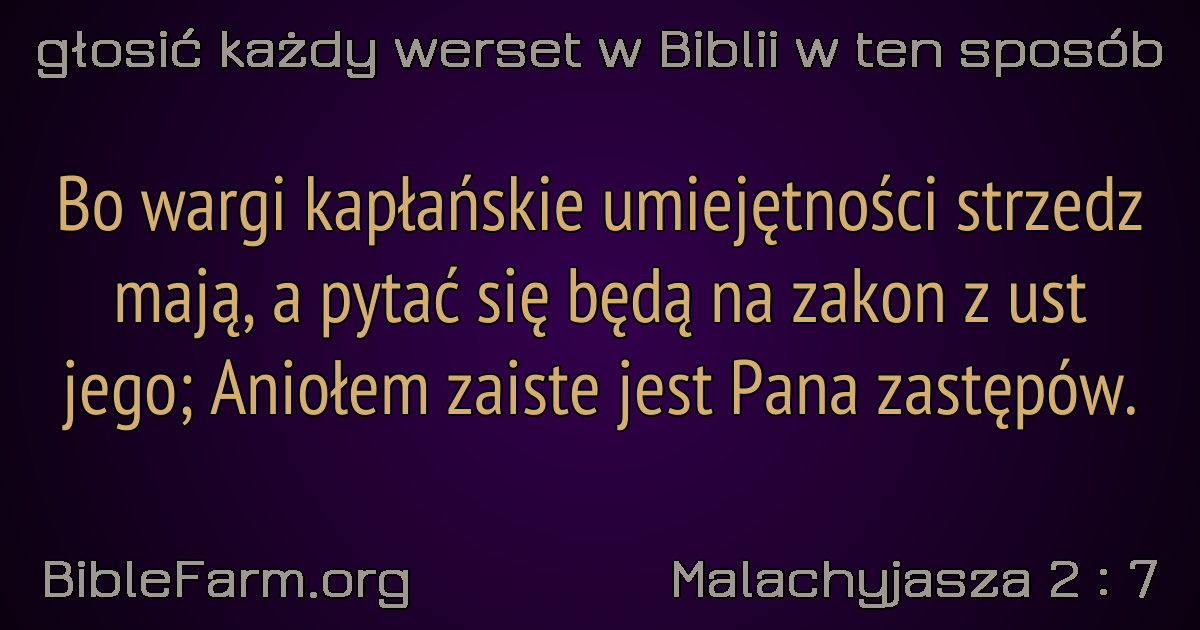 głosić każdy werset w Biblii w ten sposób
Bo wargi kapłańskie umiejętności strzedz
mają, a pytać się będą na zakon z ust
jego; Aniołem zaiste jest Pana zastępów.
BibleFarm.org
Malachyjasza 2 : 7